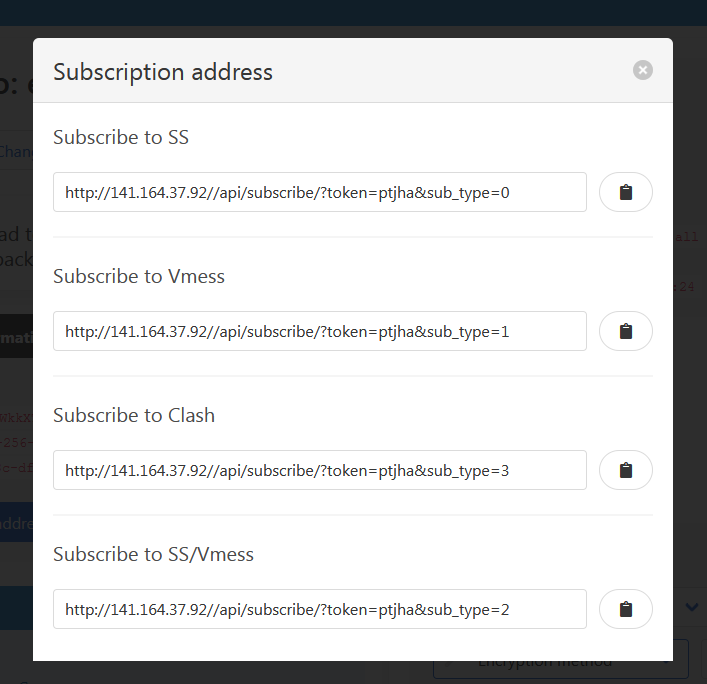 Subscription address
Subscribe to SS
http://141.164.37.92//api/subscribe/?token=ptjha&sub_type=0
Subscribe to Vmess
http://141.164.37.92//api/subscribe/?token=ptjha&sub_type=1
Subscribe to Clash
http://141.164.37.92//api/subscribe/?token=ptjha&sub_type=3
Subscribe to SS/Vmess
http://141.164.37.92//api/subscribe/?token=ptjha&sub_type=2
Encryption method